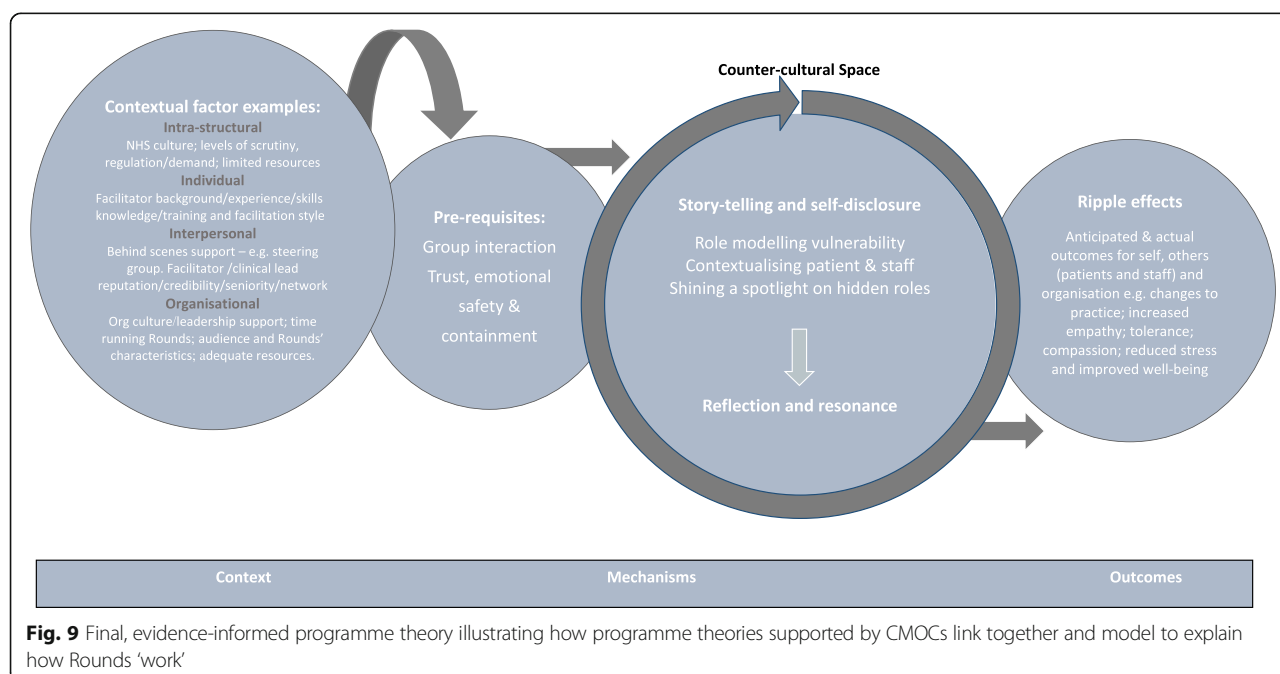 Contextual factor examples:
Intra-structural
NHS culture; levels of scrutiny,
regulation/demand; limited resources
Individual
Facilitator background/experience/skills
knowledge/training and facilitation style
Interpersonal
Behind scenes support – e.g. steering
group. Facilitator /clinical lead
reputation/credibility/seniority/network
Organisational
Org culture/leadership support; time
running Rounds; audience and Rounds’
characteristics; adequate resources.
Pre-requisites:
Group interaction
Trust, emotional
safety &
containment
Counter-cultural Space
Story-telling and self-disclosure
Role modelling vulnerability
Contextualising patient & staff
Shining a spotlight on hidden roles
Reflection and resonance
Ripple effects
Anticipated & actual
outcomes for self, others
(patients and staff) and
organisation e.g. changes to
practice; increased
empathy; tolerance;
compassion; reduced stress
and improved well-being
Context
Mechanisms
Outcomes
Fig. 9 Final, evidence-informed programme theory illustrating how programme theories supported by CMOCs link together and model to explain
how Rounds ‘work’